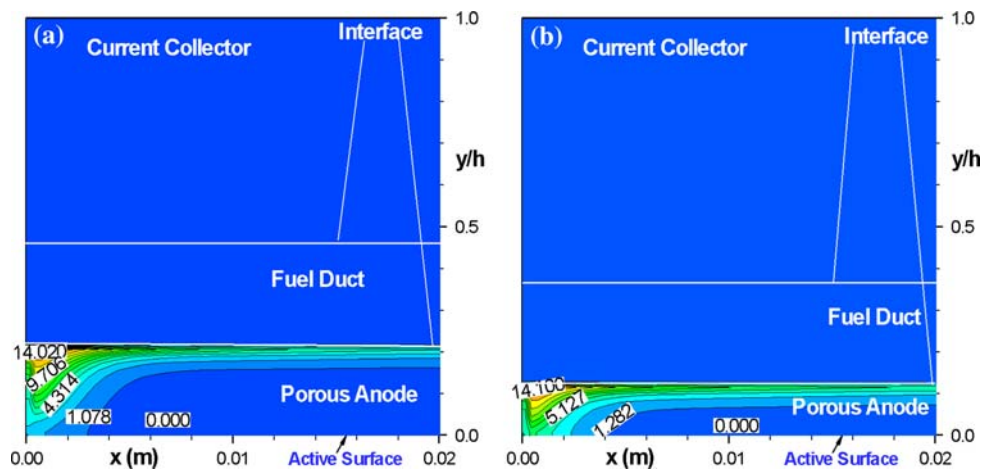 (a)
Current Collector
Interface
1.0
y/h
0.5
Fuel Duct
14.020
9.706
4.314
1.078
0.000
Porous Anode
0.0
0
x (m)
0.01
Active Surface
0.02
(b)
Current Collector
Interface
1.0
y/h
0.5
Fuel Duct
14.100
5.127
1.282
0.000
Porous Anode
0.0
0
x (m)
0.01
Active Surface
0.02